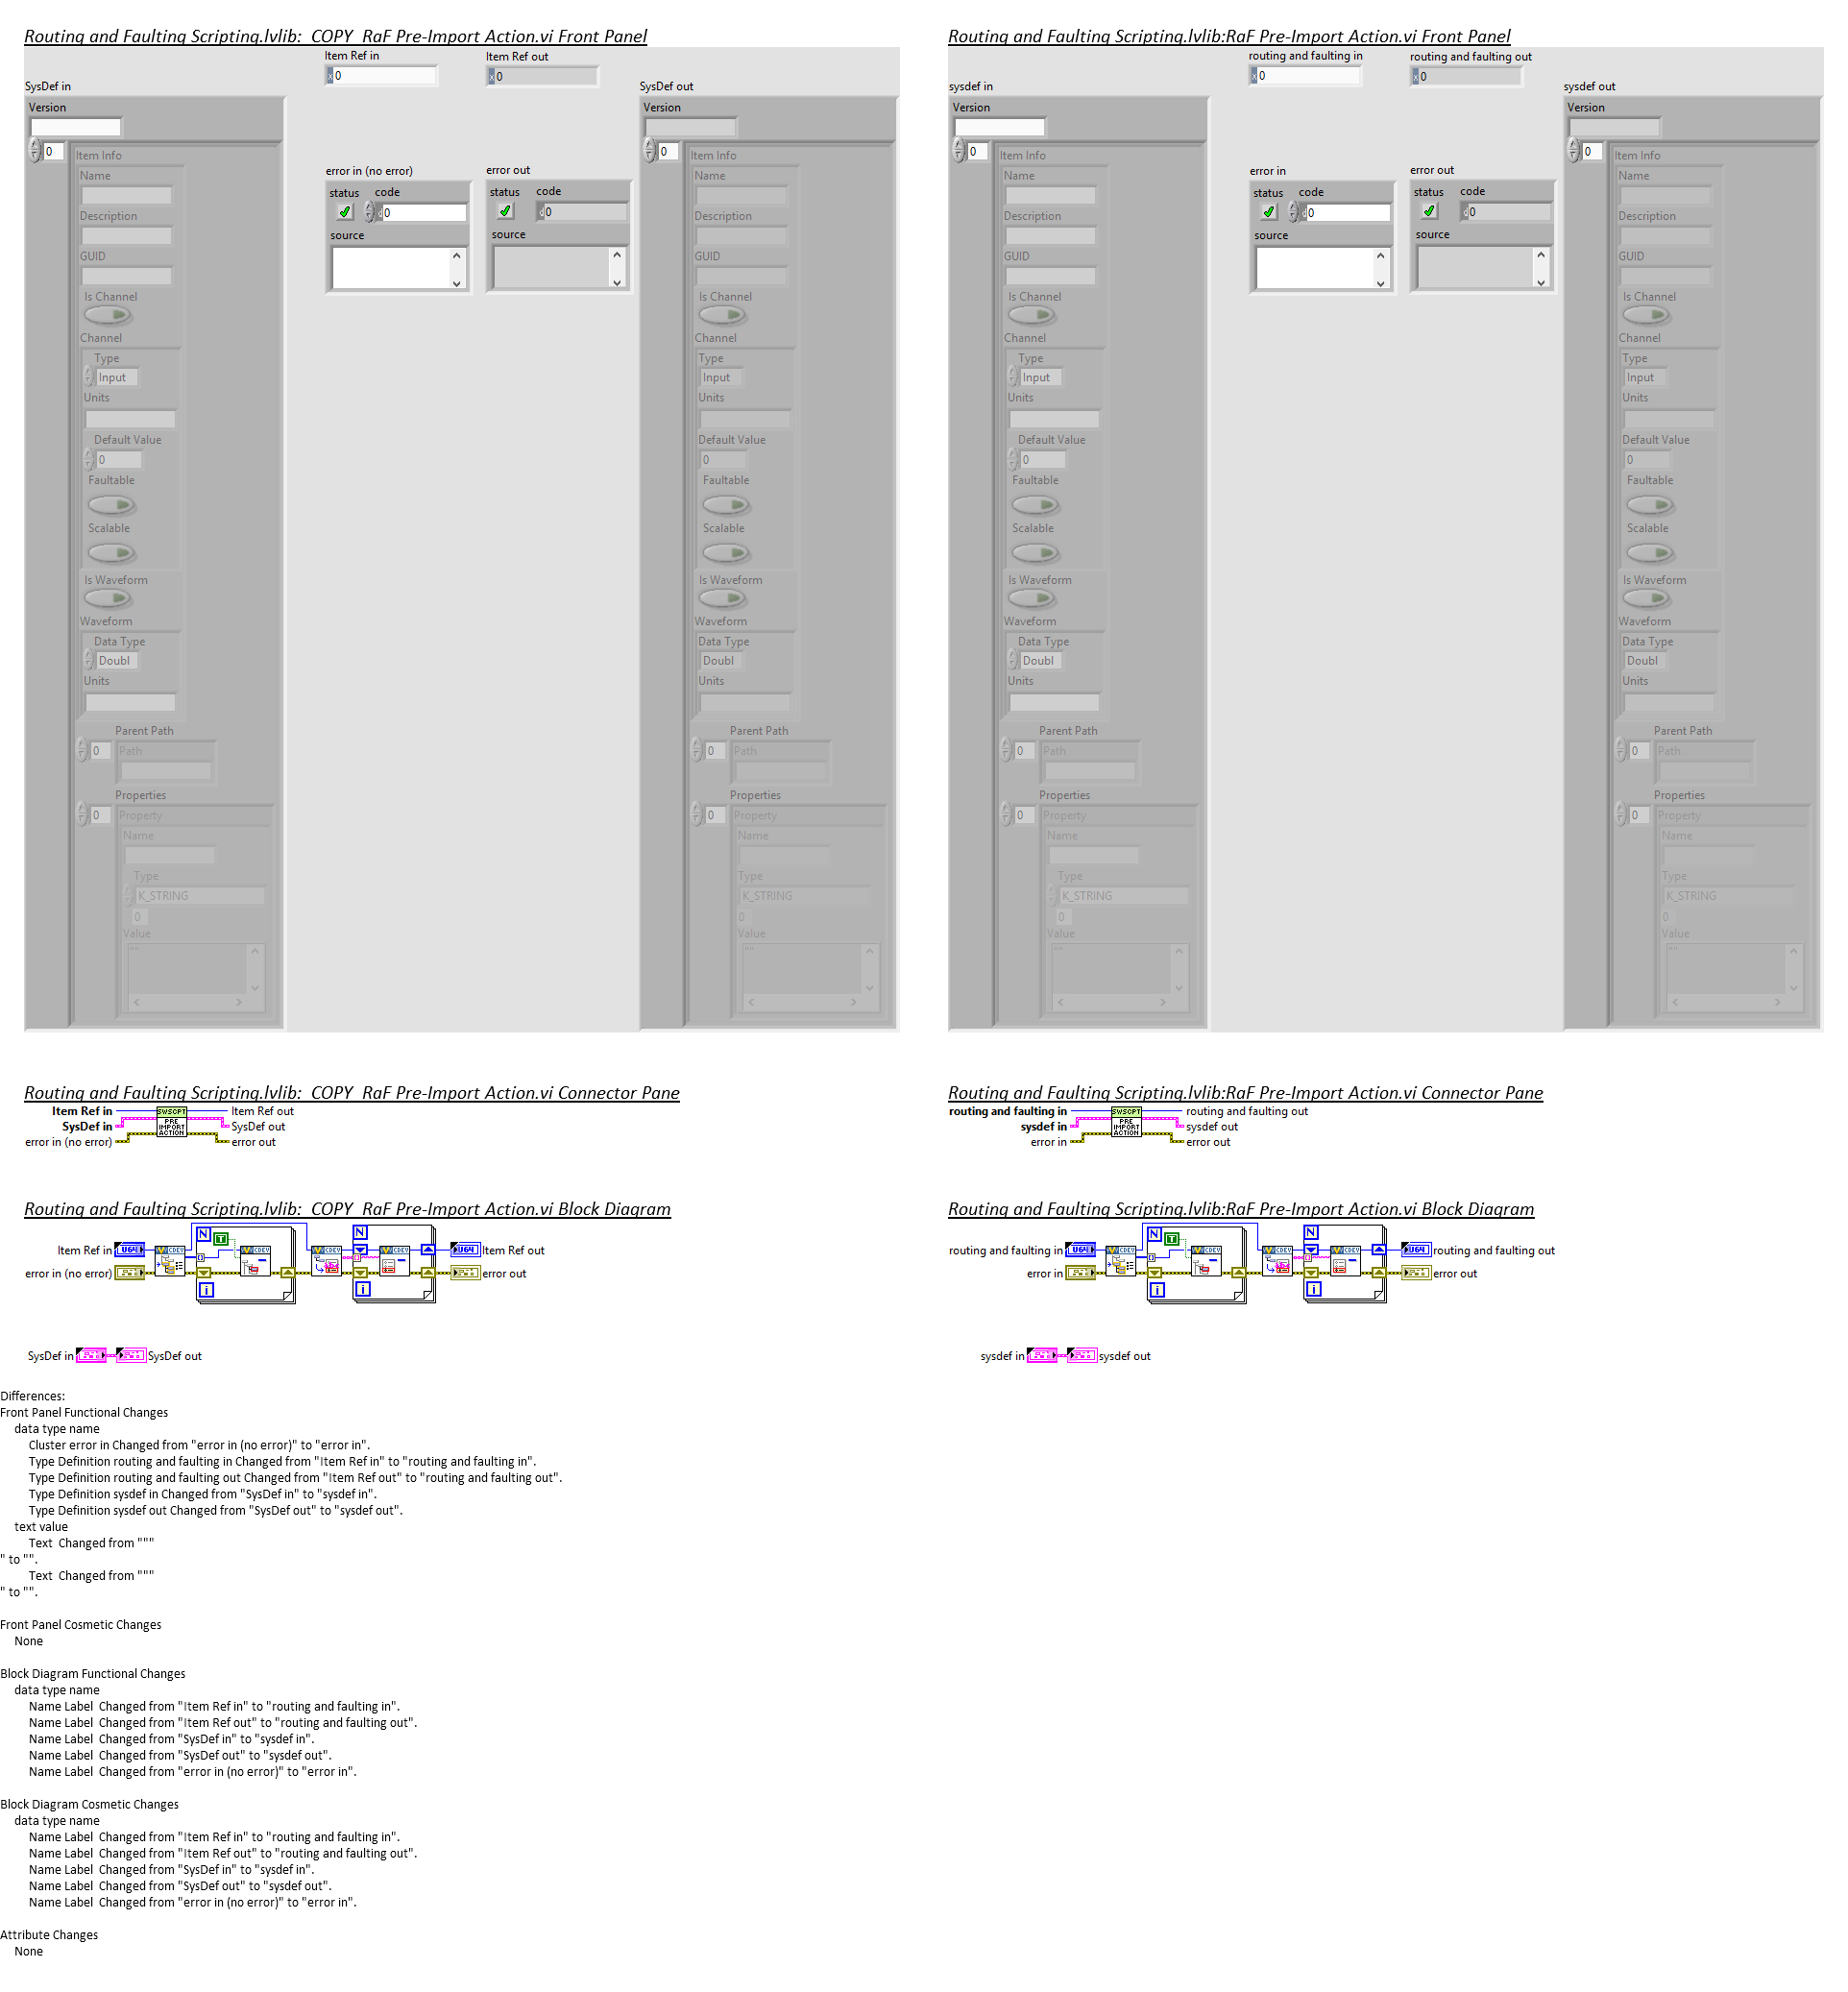 Routing and Faulting Scripting.lvlib:  COPY  RaF Pre-Import Action.vi Front Panel
Item Ref in
x 0
Item Ref out
x 0
SysDef in
Version
0
Item Info
Name
Description
GUID
Is Channel
Channel
Type
Input
Units
Default Value
0
Faultable
Scalable
Is Waveform
Waveform
Data Type
Doubl
Units
Parent Path
0
Path
Properties
0
Property
Name
Type
K_STRING
0
Value
""
error in (no error)
status code
d 0
source
error out
status code
d 0
source
SysDef out
Version
0
Item Info
Name
Description
GUID
Is Channel
Channel
Type
Input
Units
Default Value
0
Faultable
Scalable
Is Waveform
Waveform
Data Type
Doubl
Units
Parent Path
0
Path
Properties
0
Property
Name
Type
K_STRING
0
Value
""
Routing and Faulting Scripting.lvlib:RaF Pre-Import Action.vi Front Panel
routing and faulting in
x 0
routing and faulting out
x 0
sysdef in
Version
0
Item Info
Name
Description
GUID
Is Channel
Channel
Type
Input
Units
Default Value
0
Faultable
Scalable
Is Waveform
Waveform
Data Type
Doubl
Units
Parent Path
0
Path
Properties
0
Property
Name
Type
K_STRING
0
Value
""
error in
status code
d 0
source
error out
status code
d 0
source
sysdef out
Version
0
Item Info
Name
Description
GUID
Is Channel
Channel
Type
Input
Units
Default Value
0
Faultable
Scalable
Is Waveform
Waveform
Data Type
Doubl
Units
Parent Path
0
Path
Properties
0
Property
Name
Type
K_STRING
0
Value
""
Routing and Faulting Scripting.lvlib:  COPY  RaF Pre-Import Action.vi Connector Pane
Item Ref in
SysDef in
error in (no error)
SWSCPT
PRE
IMPORT
ACTION
Item Ref out
SysDef out
error out
Routing and Faulting Scripting.lvlib:RaF Pre-Import Action.vi Connector Pane
routing and faulting in
sysdef in
error in
SWSCPT
PRE
IMPORT
ACTION
routing and faulting out
sysdef out
error out
Routing and Faulting Scripting.lvlib:  COPY  RaF Pre-Import Action.vi Block Diagram
Item Ref in
U64
CDEV
N
T
CDEV
i
CDEV
N
CDEV
i
U64
Item Ref out
error in (no error)
error out
SysDef in
SysDef out
Routing and Faulting Scripting.lvlib:RaF Pre-Import Action.vi Block Diagram
routing and faulting in
U64
CDEV
N
T
CDEV
i
CDEV
N
CDEV
i
U64
routing and faulting out
error in
error out
sysdef in
sysdef out
Differences:
Front Panel Functional Changes
data type name
Cluster error in Changed from "error in (no error)" to "error in".
Type Definition routing and faulting in Changed from "Item Ref in" to "routing and faulting in".
Type Definition routing and faulting out Changed from "Item Ref out" to "routing and faulting out".
Type Definition sysdef in Changed from "SysDef in" to "sysdef in".
Type Definition sysdef out Changed from "SysDef out" to "sysdef out".
text value
Text  Changed from """
" to "".
Text  Changed from """
" to "".
Front Panel Cosmetic Changes
None
Block Diagram Functional Changes
data type name
Name Label  Changed from "Item Ref in" to "routing and faulting in".
Name Label  Changed from "Item Ref out" to "routing and faulting out".
Name Label  Changed from "SysDef in" to "sysdef in".
Name Label  Changed from "SysDef out" to "sysdef out".
Name Label  Changed from "error in (no error)" to "error in".
Block Diagram Cosmetic Changes
data type name
Name Label  Changed from "Item Ref in" to "routing and faulting in".
Name Label  Changed from "Item Ref out" to "routing and faulting out".
Name Label  Changed from "SysDef in" to "sysdef in".
Name Label  Changed from "SysDef out" to "sysdef out".
Name Label  Changed from "error in (no error)" to "error in".
Attribute Changes
None